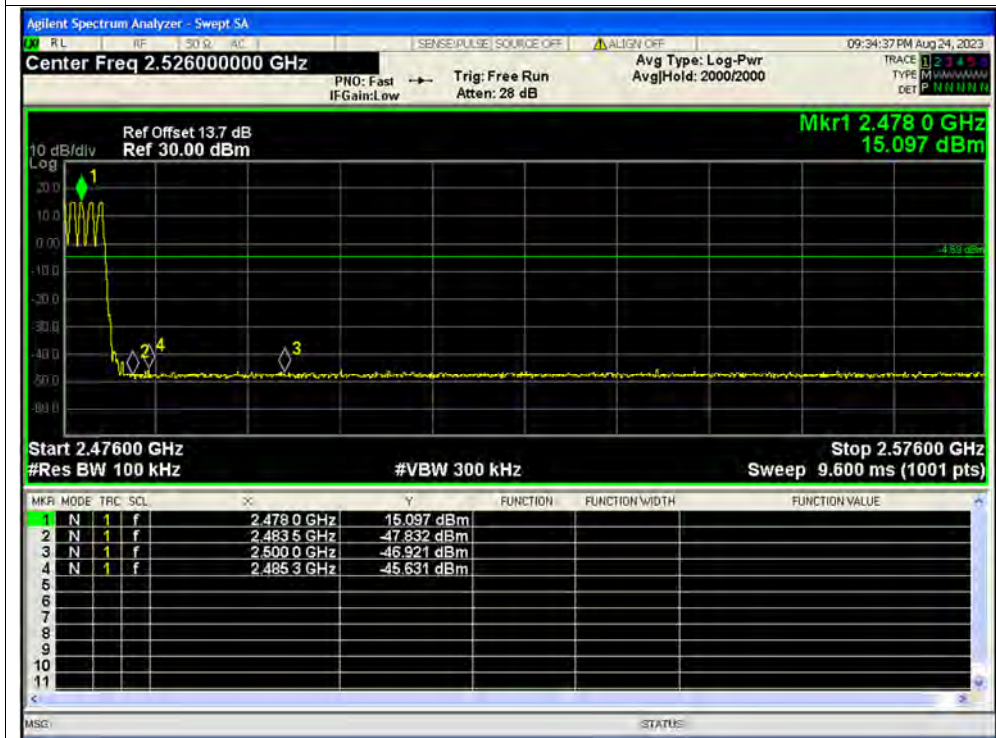 Agilent Spectrum Analyzer - Swept SA
RL RF 50 Ω AC SENSE:PULSE SOURCE OFF ALIGN OFF 09:34:37 PM Aug 24, 2023
Center Freq 2.526000000 GHz
PNO: Fast
IFGain:Low
Trig: Free Run
Atten: 28 dB
Avg Type: Log-Pwr
Avg|Hold: 2000/2000
TRACE 1 2 3 4 5 6
TYPE M
DET P N N N N N
Mkr1 2.478 0 GHz
15.097 dBm
Ref Offset 13.7 dB
10 dB/div Ref 30.00 dBm
Log
20.0
10.0
0.00
-10.0
-20.0
-30.0
-40.0
-50.0
-60.0
1
2
4
3
-4.89 dBm
Start 2.47600 GHz Stop 2.57600 GHz
#Res BW 100 kHz #VBW 300 kHz Sweep 9.600 ms (1001 pts)
MKR MODE TRC SCL X Y FUNCTION FUNCTION WIDTH FUNCTION VALUE
1 N 1 f 2.478 0 GHz 15.097 dBm
2 N 1 f 2.483 5 GHz -47.832 dBm
3 N 1 f 2.500 0 GHz -46.921 dBm
4 N 1 f 2.485 3 GHz -45.631 dBm
5
6
7
8
9
10
11
MSG STATUS